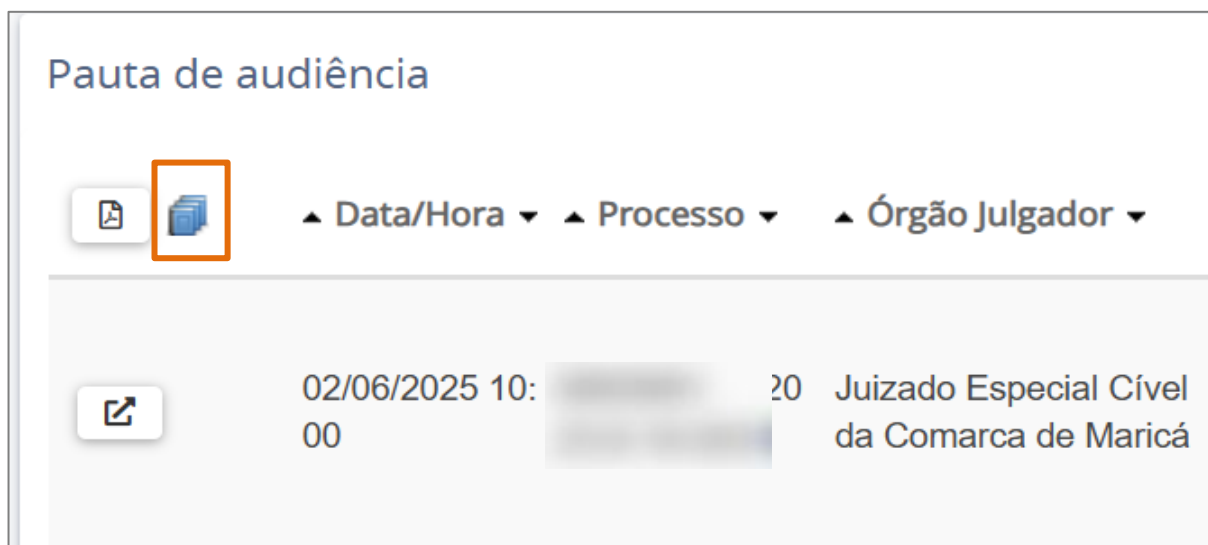 Pauta de audiência
Data/Hora Processo Órgão Julgador
02/06/2025 10: 20 Juizado Especial Cível
00 da Comarca de Maricá